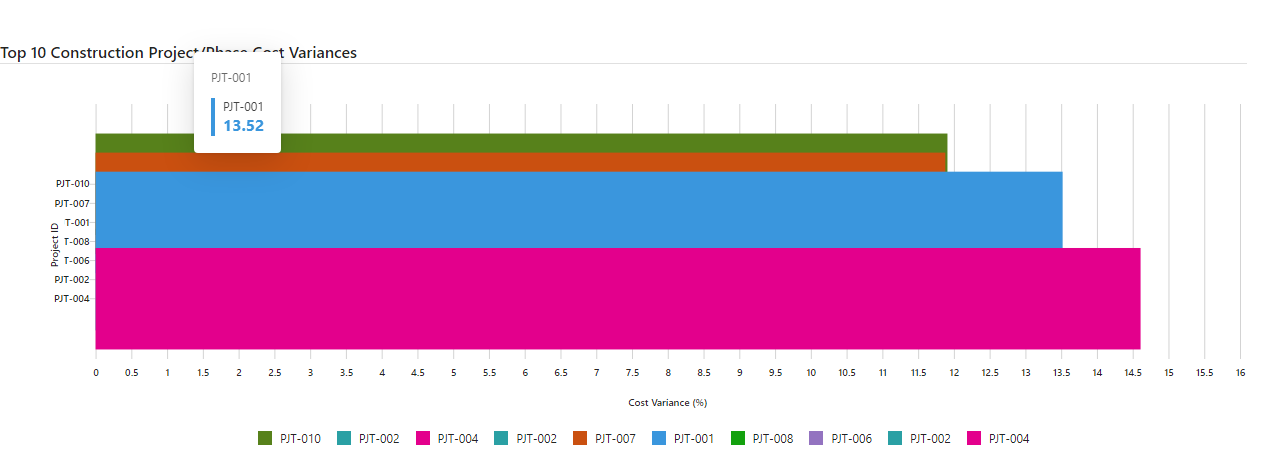 Top 10 Construction Project/Phase Cost Variances
PJT-001
PJT-001
13.52
PJT-010
PJT-007
T-001
T-008
T-006
PJT-002
PJT-004
Project ID
0 0.5 1 1.5 2 2.5 3 3.5 4 4.5 5 5.5 6 6.5 7 7.5 8 8.5 9 9.5 10 10.5 11 11.5 12 12.5 13 13.5 14 14.5 15 15.5 16
Cost Variance (%)
PJT-010 PJT-002 PJT-004 PJT-002 PJT-007 PJT-001 PJT-008 PJT-006 PJT-002 PJT-004